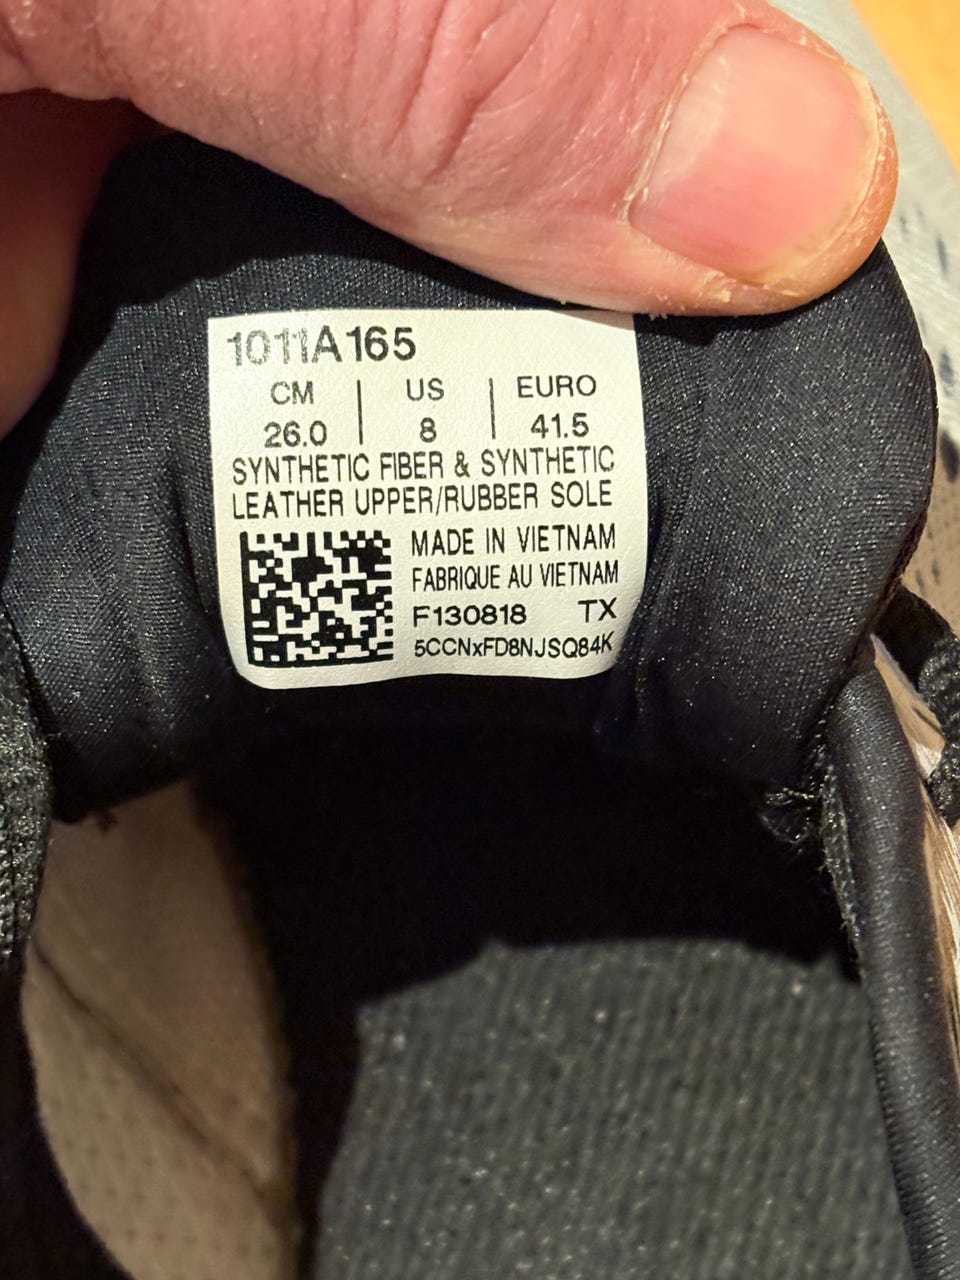 1011A165
CM | US | EURO
26.0 | 8 | 41.5
SYNTHETIC FIBER & SYNTHETIC
LEATHER UPPER/RUBBER SOLE
MADE IN VIETNAM
FABRIQUE AU VIETNAM
F130818 TX
5CCNxFD8NJSQ84K